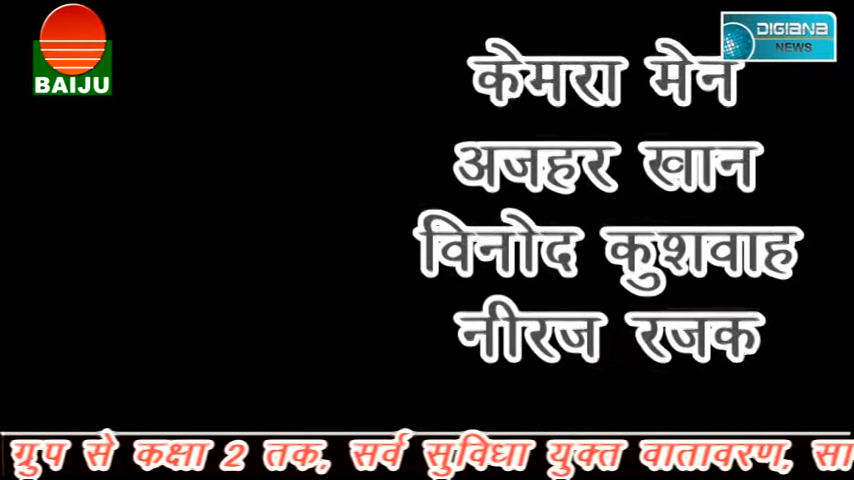 BAIJU
DIGIANA
NEWS
केमरा मेन
अजहर खान
विनोद कुशवाह
नीरज रजक
ग्रुप से कक्षा 2 तक, सर्व सुविधा युक्त वातावरण,